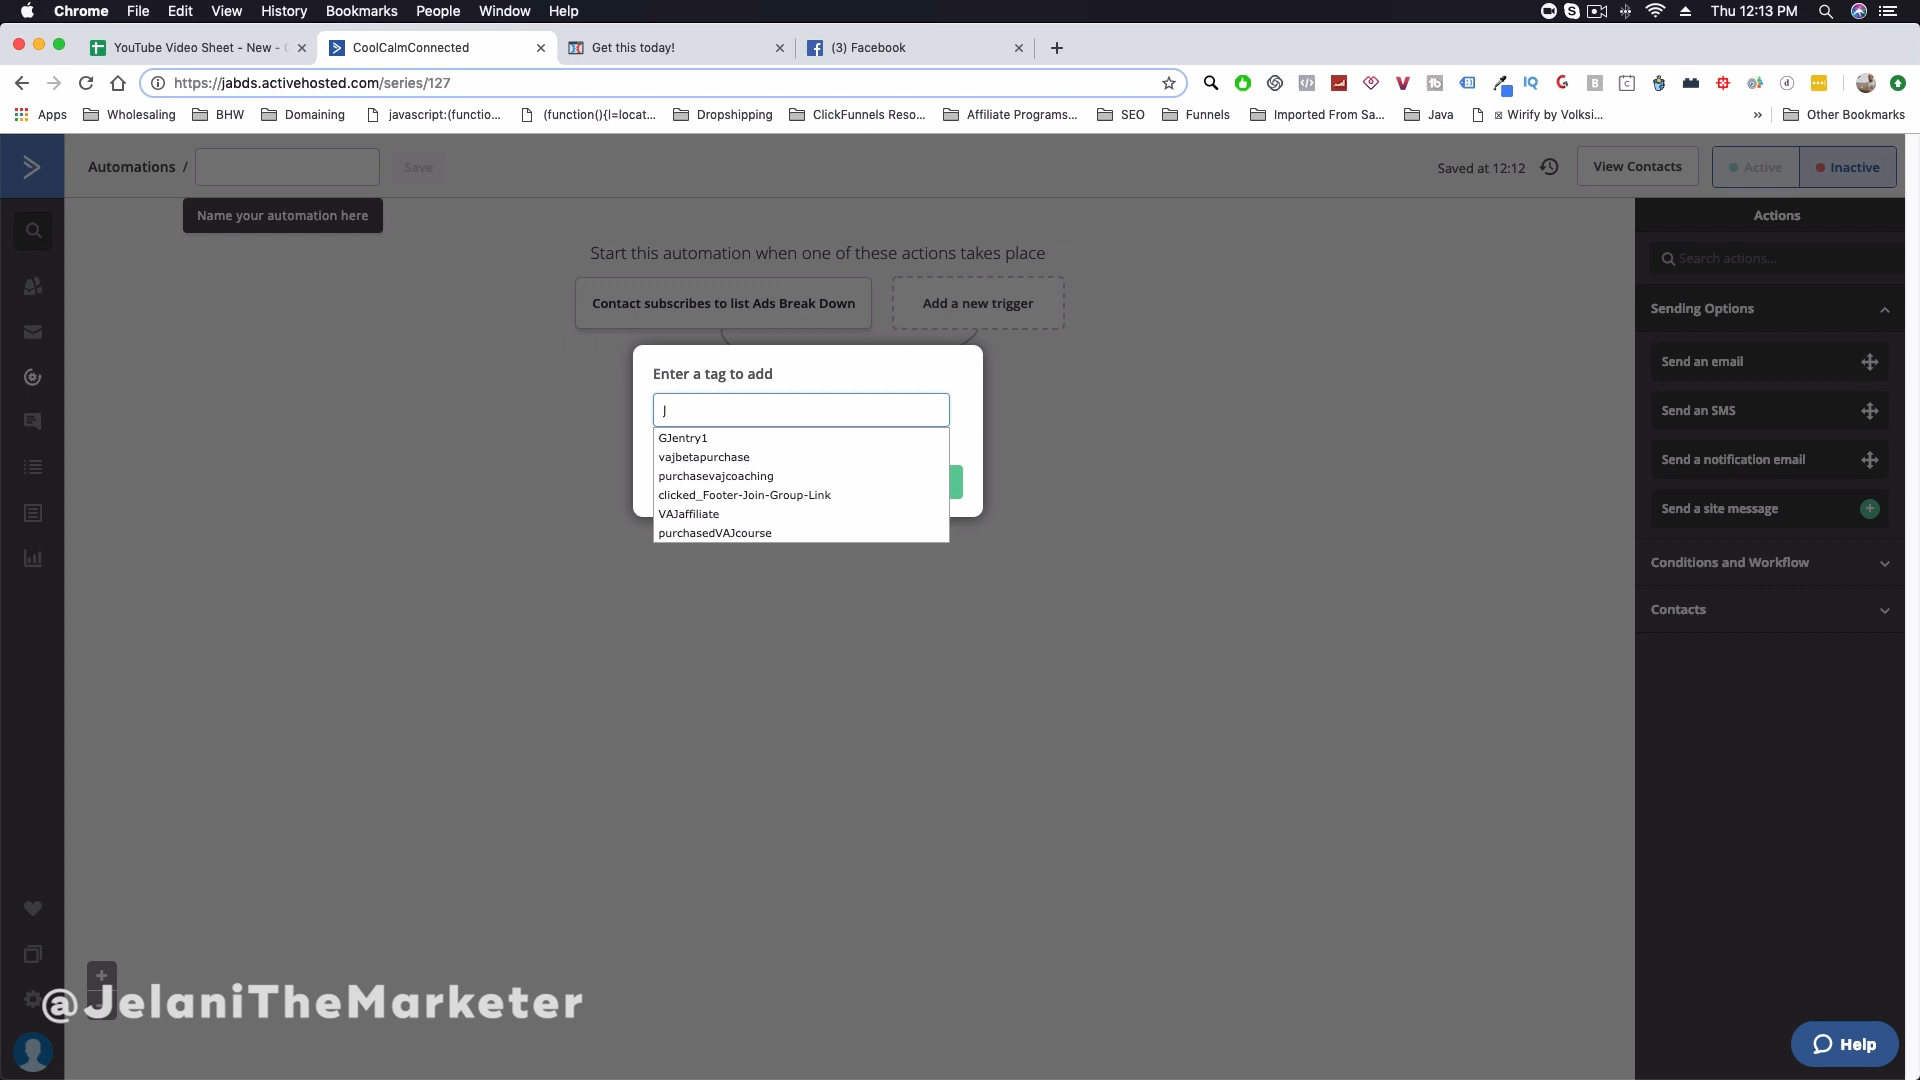 Chrome File Edit View History Bookmarks People Window Help Thu 12:13 PM
YouTube Video Sheet - New - CoolCalmConnected Get this today! (3) Facebook
https://jabds.activehosted.com/series/127
Apps Wholesaling BHW Domaining javascript:(functio... (function(){l=locat... Dropshipping ClickFunnels Reso... Affiliate Programs... SEO Funnels Imported From Sa... Java Wirify by Volksi... » Other Bookmarks
Automations / Save Saved at 12:12 View Contacts Active Inactive
Name your automation here
Actions
Start this automation when one of these actions takes place
Search actions...
Contact subscribes to list Ads Break Down Add a new trigger
Sending Options
Enter a tag to add
J
GJentry1
vajbetapurchase
purchasevajcoaching
clicked_Footer-Join-Group-Link
VAJaffiliate
purchasedVAJcourse
Send an email
Send an SMS
Send a notification email
Send a site message
Conditions and Workflow
Contacts
@JelaniTheMarketer
Help